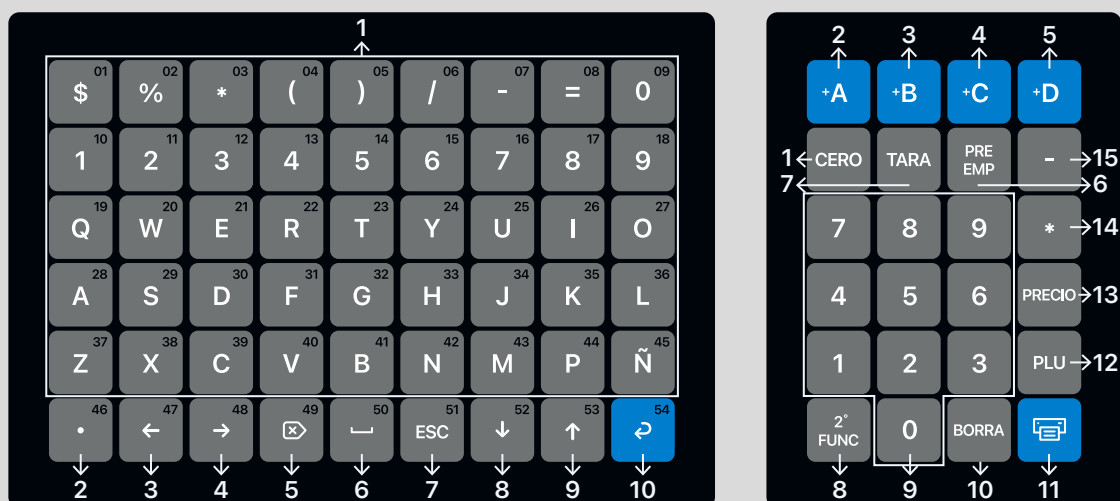 1
01 02 03 04 05 06 07 08 09
$ % * ( ) / - = 0
10 11 12 13 14 15 16 17 18
1 2 3 4 5 6 7 8 9
19 20 21 22 23 24 25 26 27
Q W E R T Y U I O
28 29 30 31 32 33 34 35 36
A S D F G H J K L
37 38 39 40 41 42 43 44 45
Z X C V B N M P Ñ
46 47 48 49 50 51 52 53 54
• ← → ⌫ ⎵ ESC ↓ ↑
2 3 4 5 6 7 8 9 10
2 3 4 5
+A +B +C +D
1 CERO TARA PRE - 15
EMP
7 6
7 8 9 * 14
4 5 6 PRECIO 13
1 2 3 PLU 12
2° 0 BORRA
FUNC
8 9 10 11